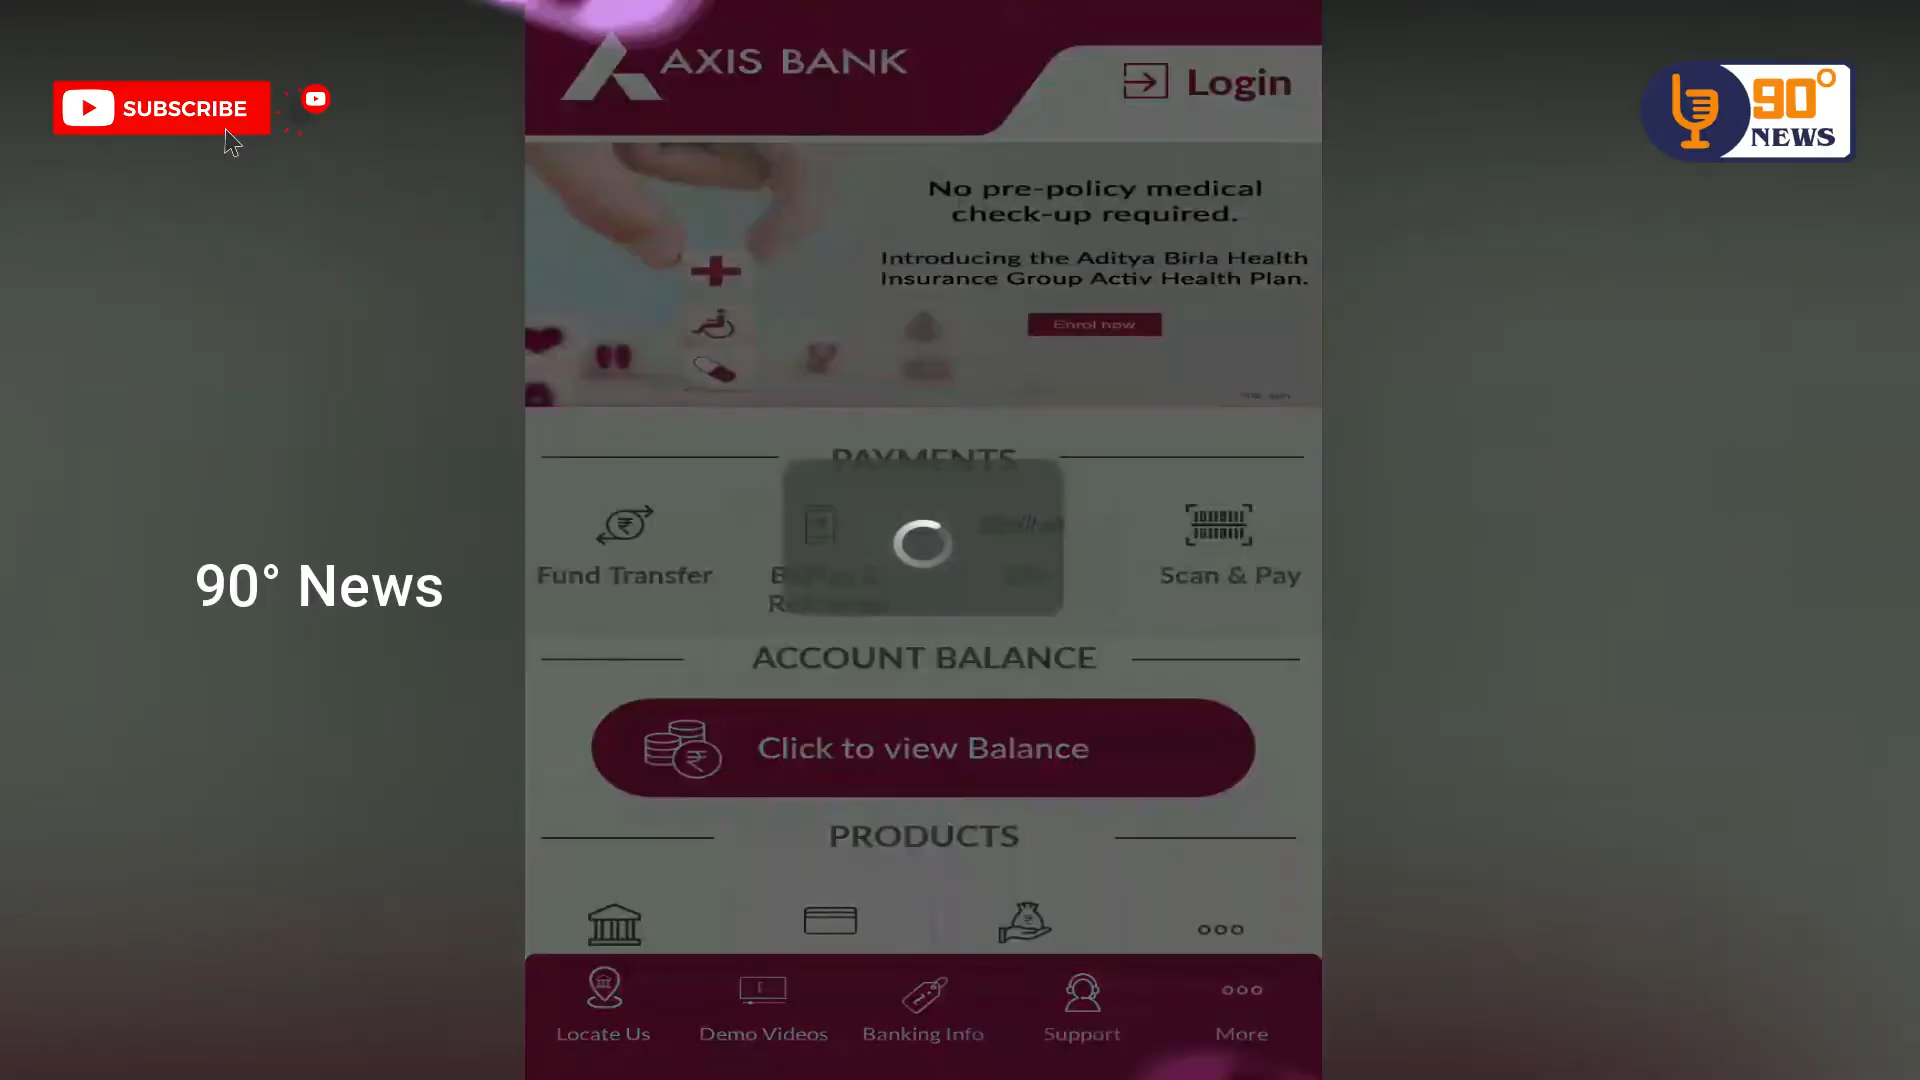 SUBSCRIBE
AXIS BANK
Login
90°
NEWS
No pre-policy medical
check-up required.
Introducing the Aditya Birla Health
Insurance Group Activ Health Plan.
Enrol now
PAYMENTS
Fund Transfer
Scan & Pay
90° News
ACCOUNT BALANCE
Click to view Balance
PRODUCTS
Locate Us
Demo Videos
Banking Info
Support
More